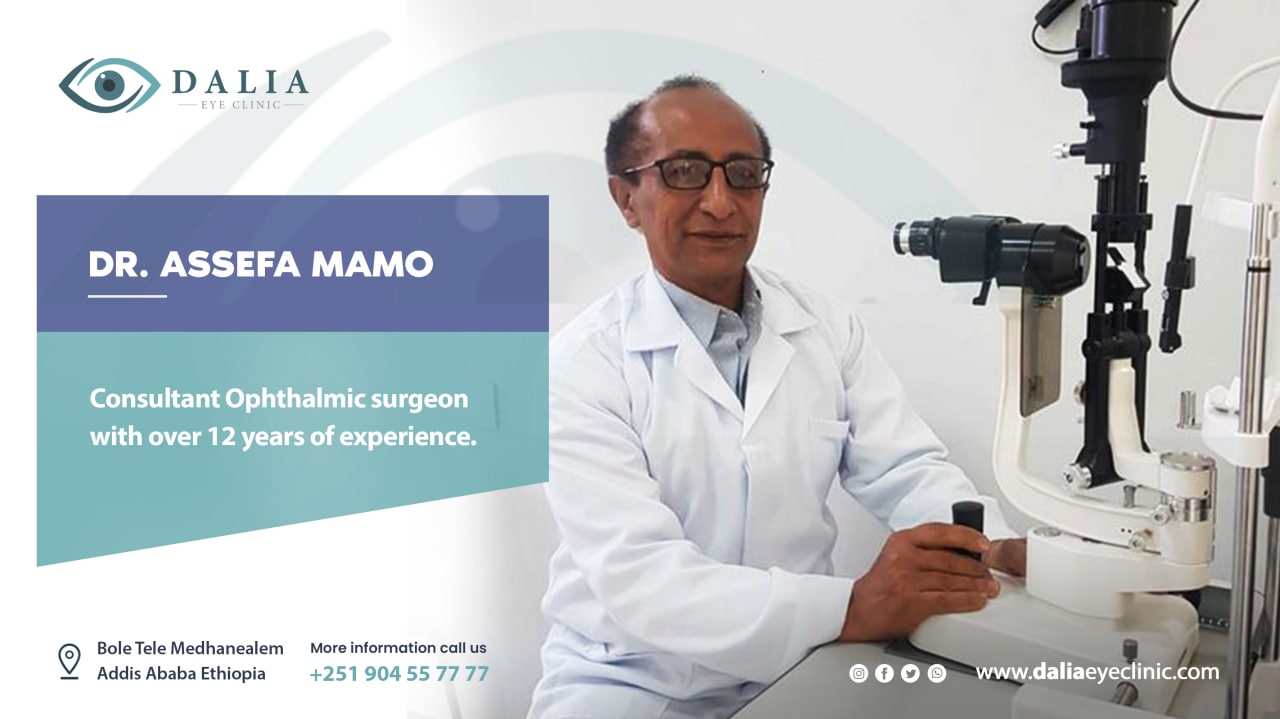 DALIA
EYE CLINIC
DR. ASSEFA MAMO
Consultant Ophthalmic surgeon
with over 12 years of experience.
Bole Tele Medhanealem
Addis Ababa Ethiopia
More information call us
+251 904 55 77 77
www.daliaeyeclinic.com